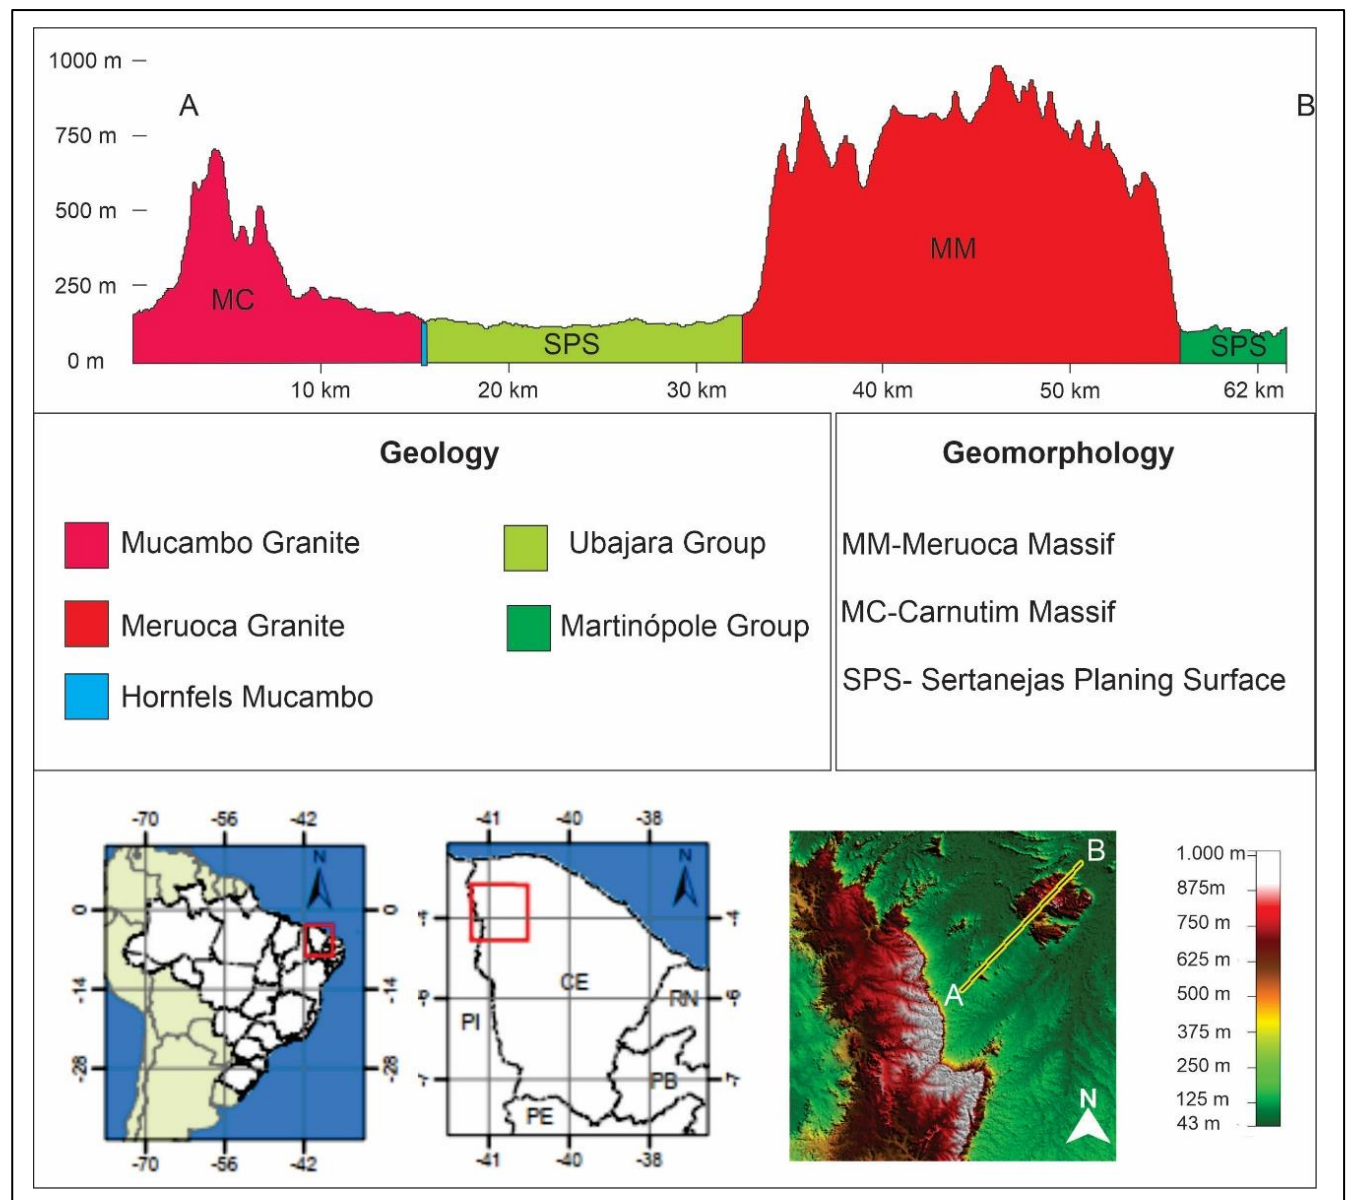 1000 m
A
B
750 m
500 m
250 m
0 m
MC
SPS
MM
SPS
10 km
20 km
30 km
40 km
50 km
62 km
Geology
Mucambo Granite
Meruoca Granite
Hornfels Mucambo
Ubajara Group
Martinópole Group
Geomorphology
MM-Meruoca Massif
MC-Carnutim Massif
SPS- Sertanejas Planing Surface
-70 -56 -42
N
0 0
-14 -14
-28 -28
-70 -56 -42
-41 -40 -38
N
-4 -4
CE
RN
-6
PI
-7 -7
PB
PE
-41 -40 -38
B
A
N
1.000 m
875m
750 m
625 m
500 m
375 m
250 m
125 m
43 m